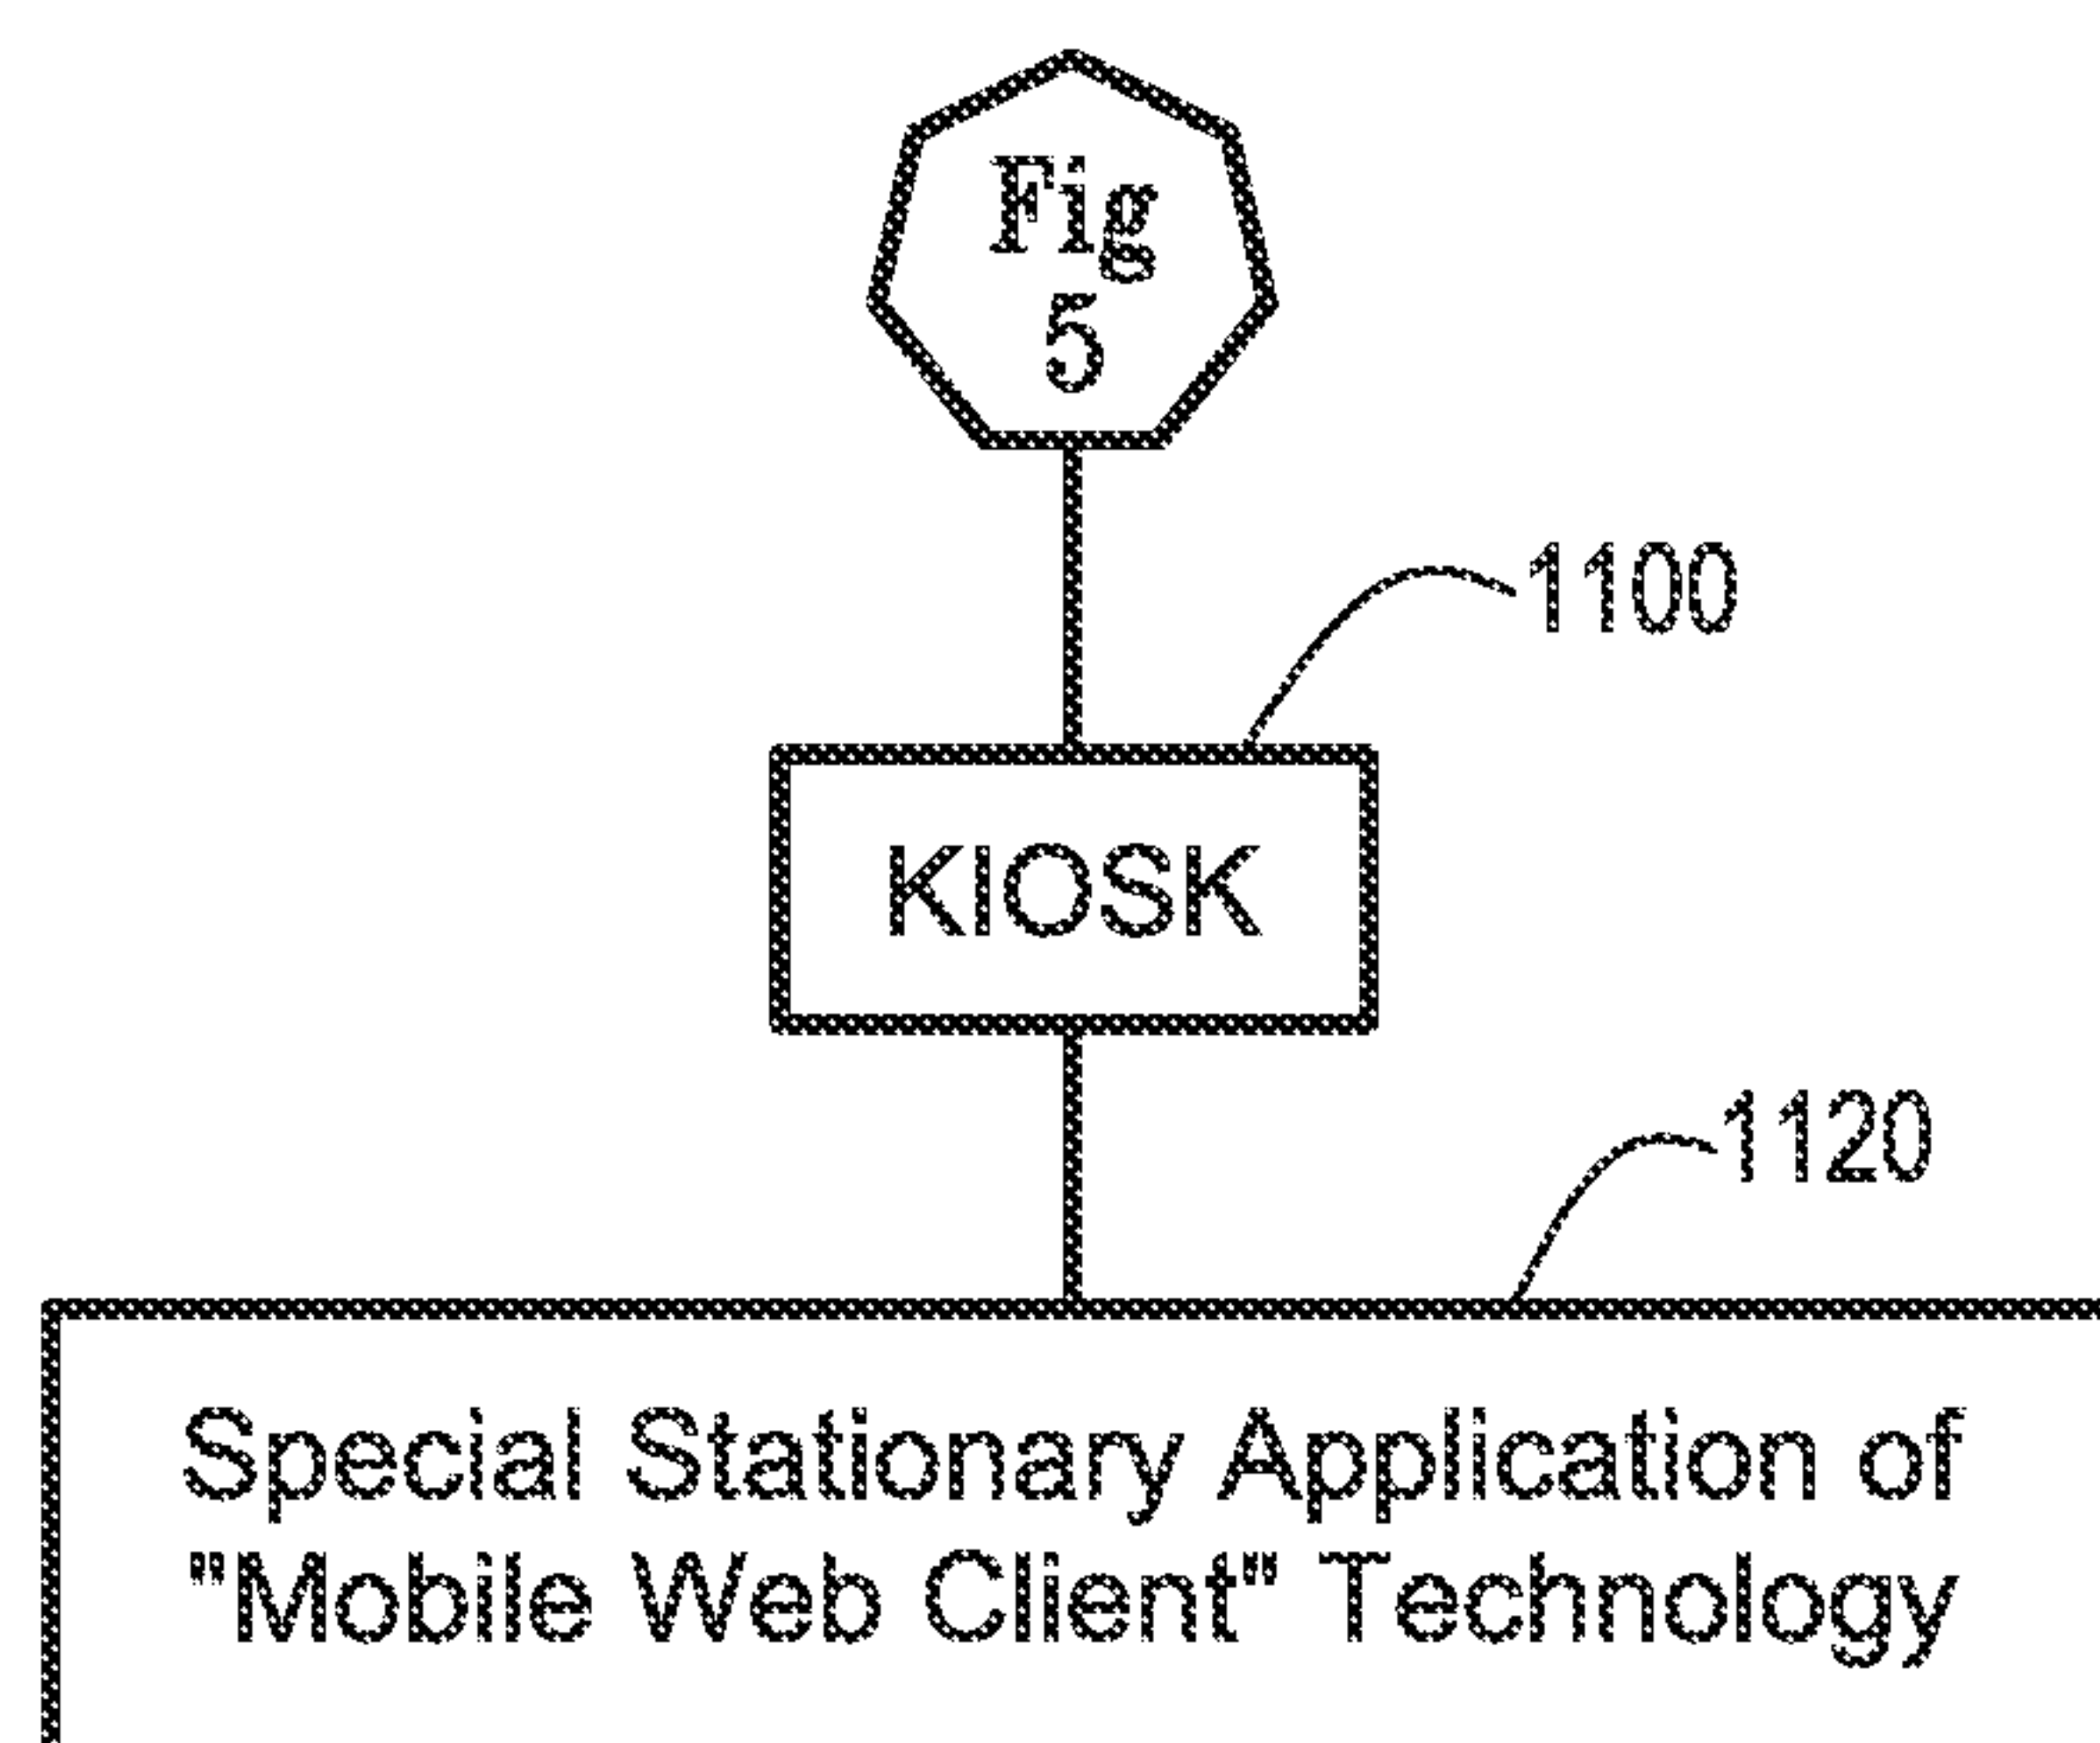 Fig
5
1100
KIOSK
1120
Special Stationary Application of
"Mobile Web Client" Technology